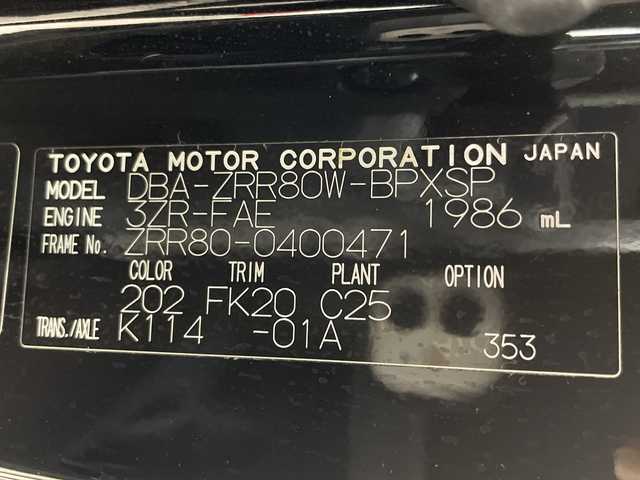 TOYOTA MOTOR CORPORATION JAPAN
MODEL DBA-ZRR80W-BPXSP
ENGINE 3ZR-FAE 1986 mL
FRAME No. ZRR80-0400471
COLOR TRIM PLANT OPTION
202 FK20 C25
TRANS./AXLE K114 -01A 353